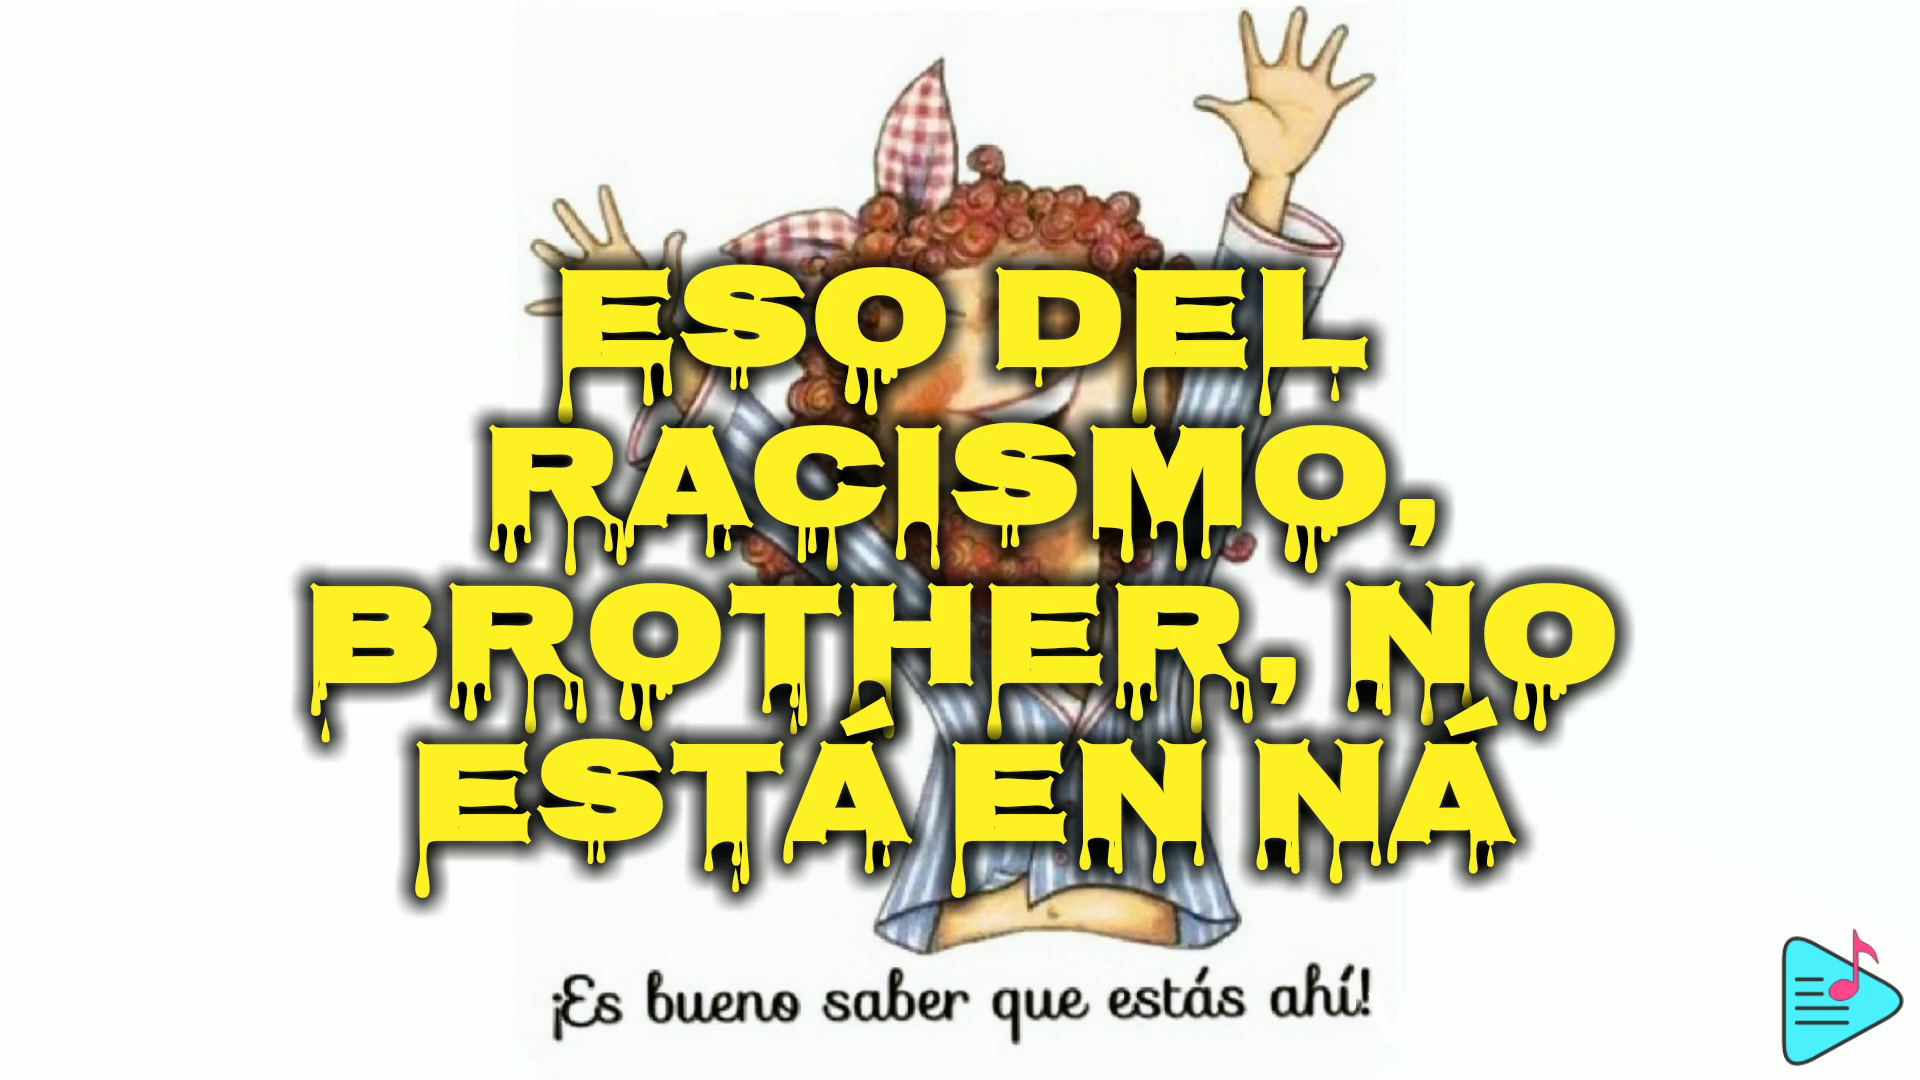 ESO DEL
RACISMO,
BROTHER, NO
ESTÁ EN NÁ
¡Es bueno saber que estás ahí!